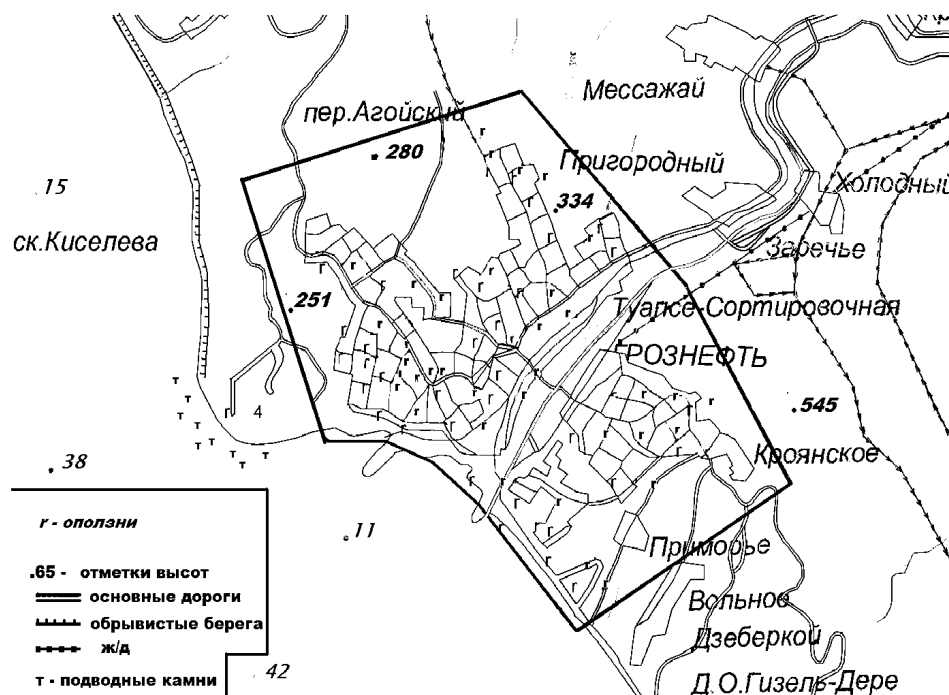 Мессажай
пер.Агойский
280
Пригородный
15
334
Холодный
ск.Киселева
Заречье
251
Туапсе-Сортировочная
РОЗНЕФТЬ
4
545
38
Кроянское
11
Приморье
Вольное
Дзеберкой
42
Д.О.Гизель-Дере
г - оползни
.65 - отметки высот
основные дороги
обрывистые берега
ж/д
т - подводные камни